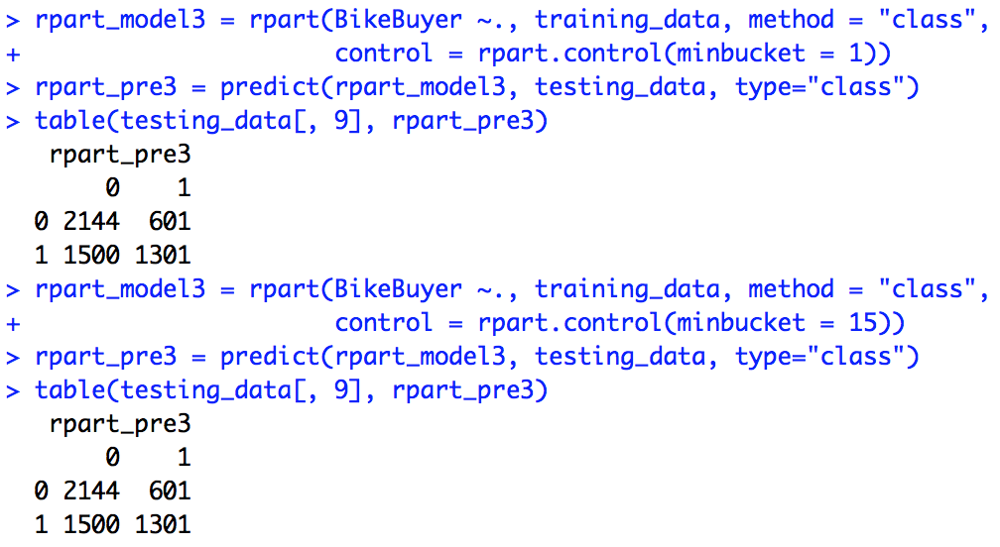 > rpart_model3 = rpart(BikeBuyer ~., training_data, method = "class",
+                     control = rpart.control(minbucket = 1))
> rpart_pre3 = predict(rpart_model3, testing_data, type="class")
> table(testing_data[, 9], rpart_pre3)
   rpart_pre3
       0    1
  0 2144  601
  1 1500 1301
> rpart_model3 = rpart(BikeBuyer ~., training_data, method = "class",
+                     control = rpart.control(minbucket = 15))
> rpart_pre3 = predict(rpart_model3, testing_data, type="class")
> table(testing_data[, 9], rpart_pre3)
   rpart_pre3
       0    1
  0 2144  601
  1 1500 1301